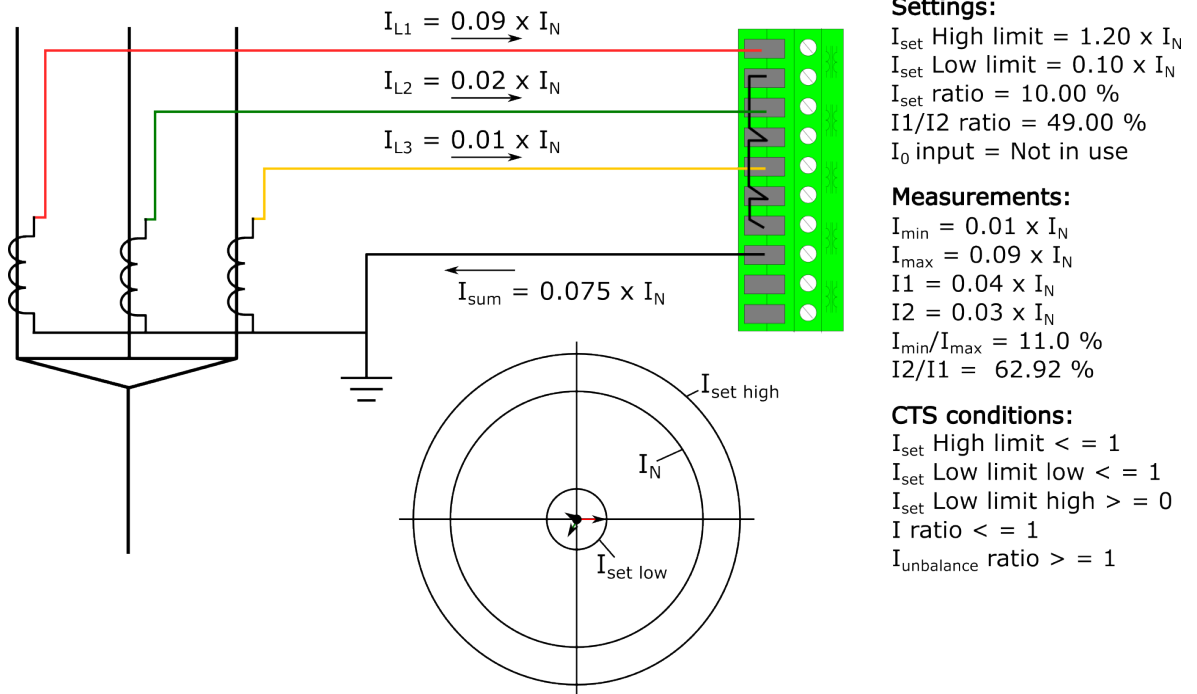 I_L1 = 0.09 x I_N
I_L2 = 0.02 x I_N
I_L3 = 0.01 x I_N
I_sum = 0.075 x I_N
I_set high
I_N
I_set low
Settings:
I_set High limit = 1.20 x I_N
I_set Low limit = 0.10 x I_N
I_set ratio = 10.00 %
I1/I2 ratio = 49.00 %
I_0 input = Not in use
Measurements:
I_min = 0.01 x I_N
I_max = 0.09 x I_N
I1 = 0.04 x I_N
I2 = 0.03 x I_N
I_min/I_max = 11.0 %
I2/I1 = 62.92 %
CTS conditions:
I_set High limit < = 1
I_set Low limit low < = 1
I_set Low limit high > = 0
I ratio < = 1
I_unbalance ratio > = 1